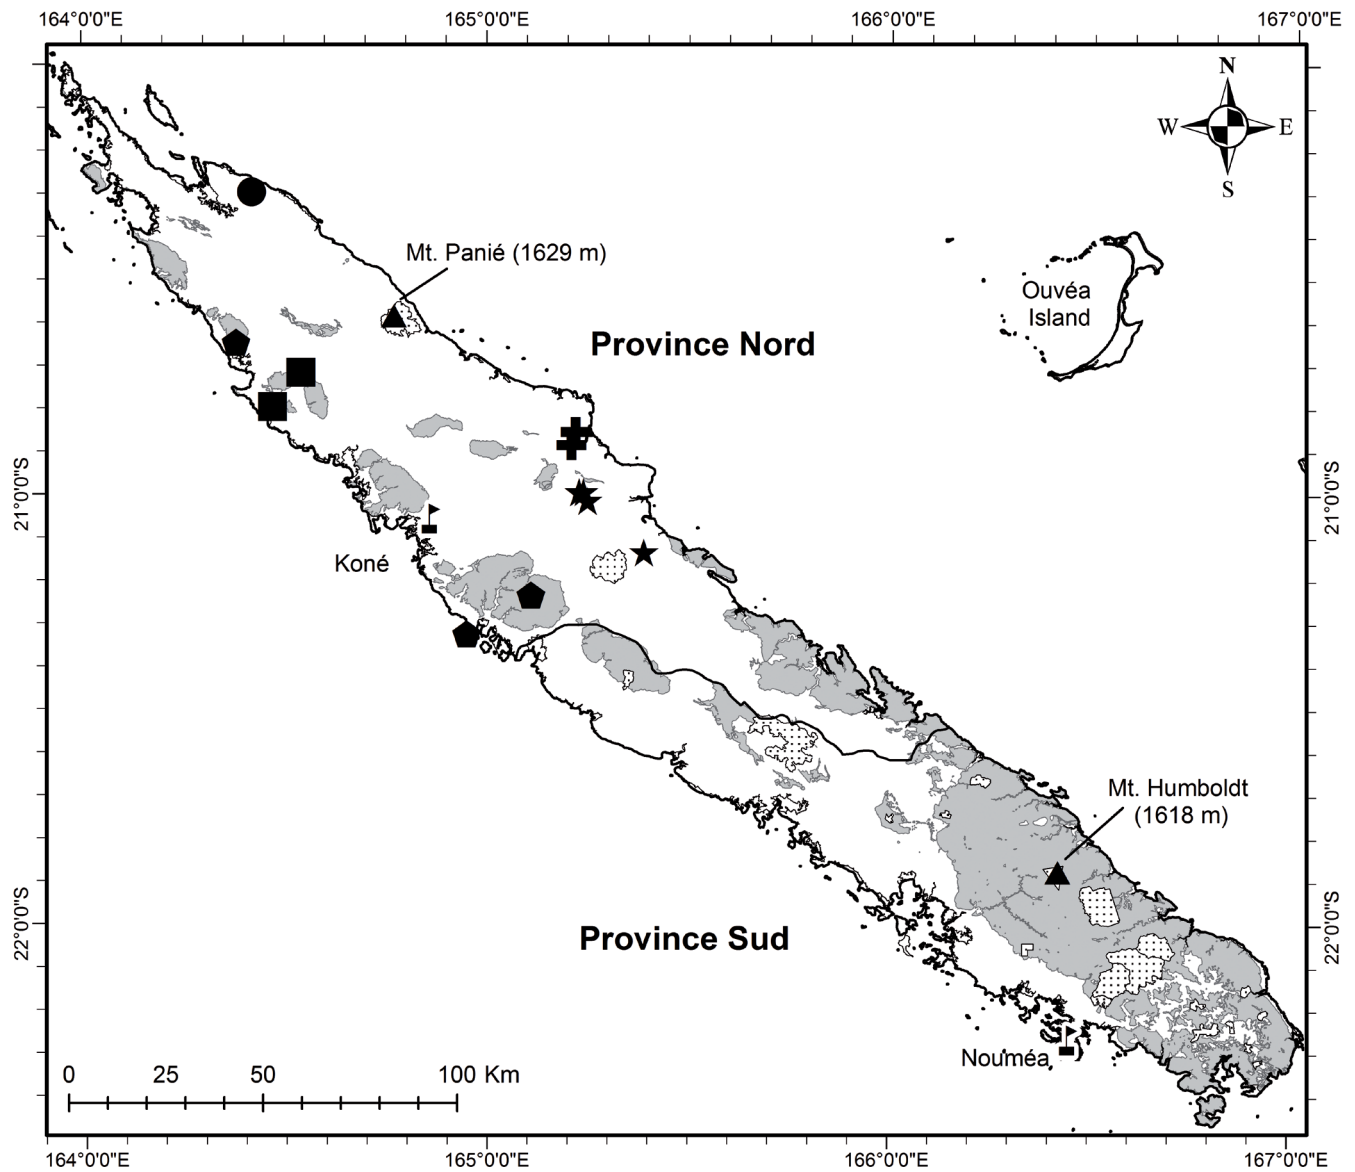 164°0'0"E 165°0'0"E 166°0'0"E 167°0'0"E
N
W E
S
Mt. Panié (1629 m)
Ouvéa
Island
Province Nord
21°0'0"S 21°0'0"S
Koné
Mt. Humboldt
(1618 m)
22°0'0"S 22°0'0"S
Province Sud
Nouméa
0 25 50 100 Km
164°0'0"E 165°0'0"E 166°0'0"E 167°0'0"E